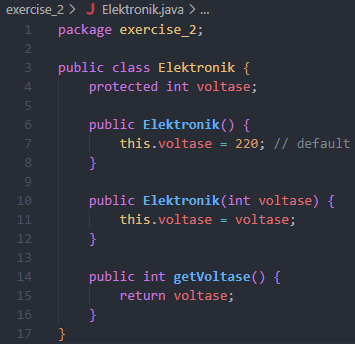 exercise_2 > J Elektronik.java > ...
1 package exercise_2;
2
3 public class Elektronik {
4     protected int voltase;
5
6     public Elektronik() {
7         this.voltase = 220; // default
8     }
9
10     public Elektronik(int voltase) {
11         this.voltase = voltase;
12     }
13
14     public int getVoltase() {
15         return voltase;
16     }
17 }